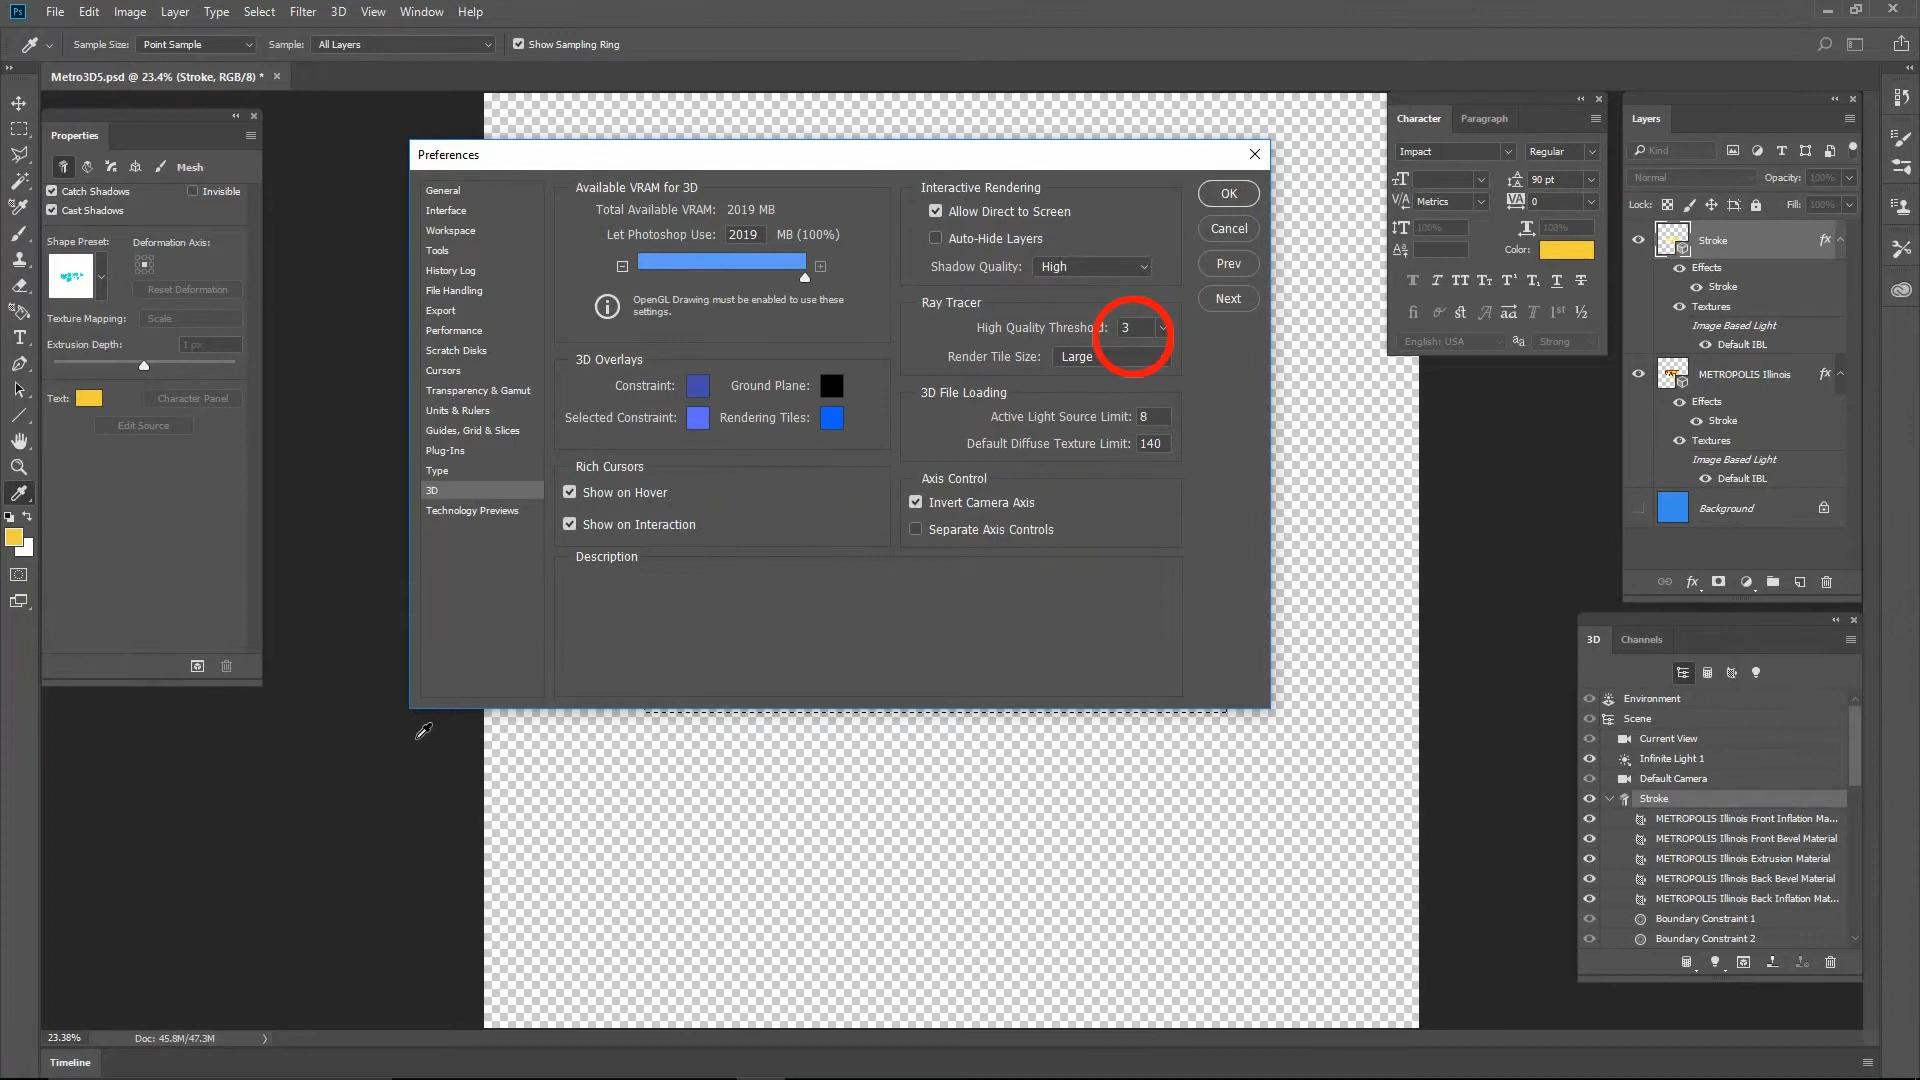 Ps File Edit Image Layer Type Select Filter 3D View Window Help
Sample Size: Point Sample Sample: All Layers Show Sampling Ring
Metro3D5.psd @ 23.4% (Stroke, RGB/8) *
Properties
Mesh
Catch Shadows Invisible
Cast Shadows
Shape Preset: Deformation Axis:
Reset Deformation
Texture Mapping: Scale
Extrusion Depth: 1 px
Text: Character Panel
Edit Source
Preferences
General
Interface
Workspace
Tools
History Log
File Handling
Export
Performance
Scratch Disks
Cursors
Transparency & Gamut
Units & Rulers
Guides, Grid & Slices
Plug-Ins
Type
3D
Technology Previews
Available VRAM for 3D
Total Available VRAM: 2019 MB
Let Photoshop Use: 2019 MB (100%)
OpenGL Drawing must be enabled to use these
settings.
3D Overlays
Constraint: Ground Plane:
Selected Constraint: Rendering Tiles:
Rich Cursors
Show on Hover
Show on Interaction
Description
Interactive Rendering
Allow Direct to Screen
Auto-Hide Layers
Shadow Quality: High
Ray Tracer
High Quality Threshold: 3
Render Tile Size: Large
3D File Loading
Active Light Source Limit: 8
Default Diffuse Texture Limit: 140
Axis Control
Invert Camera Axis
Separate Axis Controls
OK
Cancel
Prev
Next
Character Paragraph
Impact Regular
90 pt
Metrics 0
100% 100%
Color:
English: USA Strong
Layers
Kind
Normal Opacity: 100%
Lock: Fill: 100%
Stroke fx
Effects
Stroke
Textures
Image Based Light
Default IBL
METROPOLIS Illinois fx
Effects
Stroke
Textures
Image Based Light
Default IBL
Background
3D Channels
Environment
Scene
Current View
Infinite Light 1
Default Camera
Stroke
METROPOLIS Illinois Front Inflation Ma...
METROPOLIS Illinois Front Bevel Material
METROPOLIS Illinois Extrusion Material
METROPOLIS Illinois Back Bevel Material
METROPOLIS Illinois Back Inflation Mat...
Boundary Constraint 1
Boundary Constraint 2
23.38% Doc: 45.8M/47.3M
Timeline